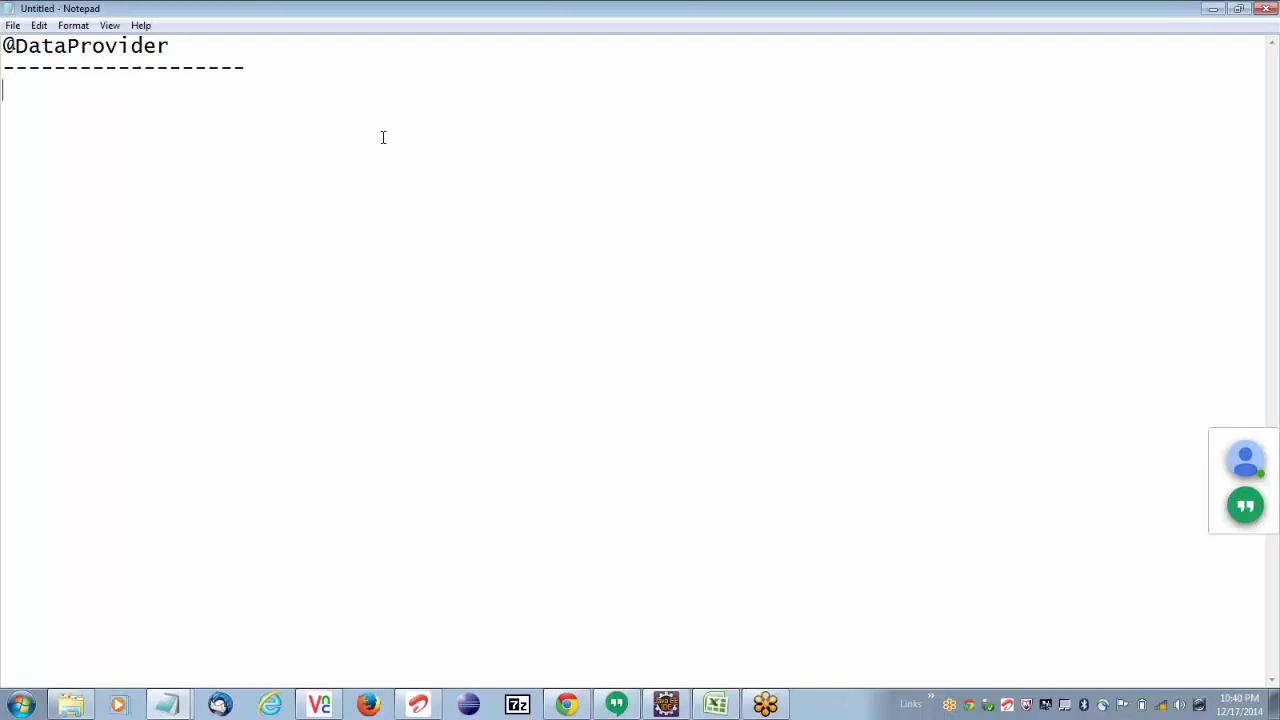 Untitled - Notepad
File Edit Format View Help
@DataProvider
-------------------
Links
10:40 PM
12/17/2014